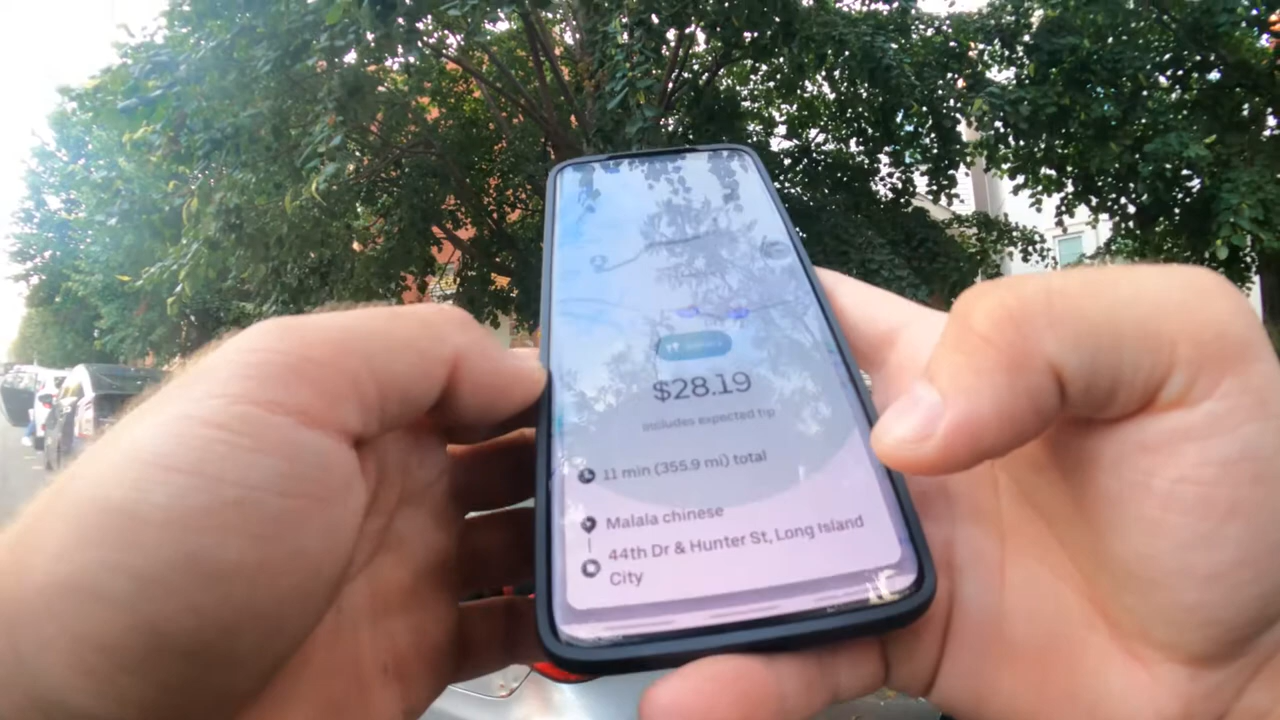 $28.19
includes expected tip
11 min (355.9 mi) total
Malala chinese
44th Dr & Hunter St, Long Island
City